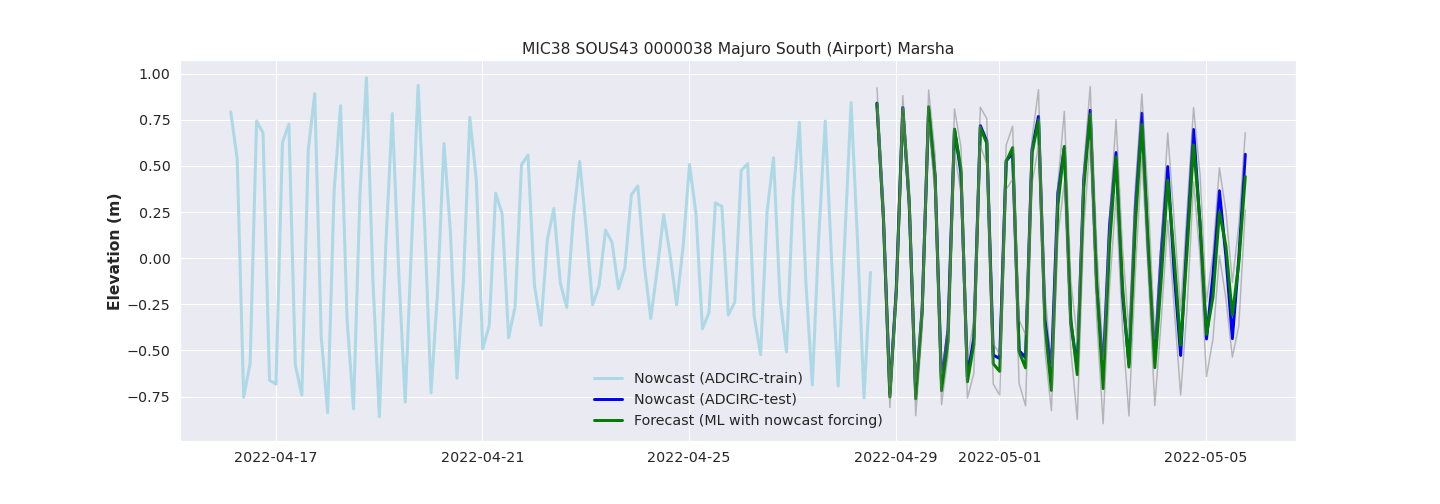 MIC38 SOUS43 0000038 Majuro South (Airport) Marsha
1.00
0.75
0.50
0.25
0.00
−0.25
−0.50
−0.75
Elevation (m)
Nowcast (ADCIRC-train)
Nowcast (ADCIRC-test)
Forecast (ML with nowcast forcing)
2022-04-17 2022-04-21 2022-04-25 2022-04-29 2022-05-01 2022-05-05